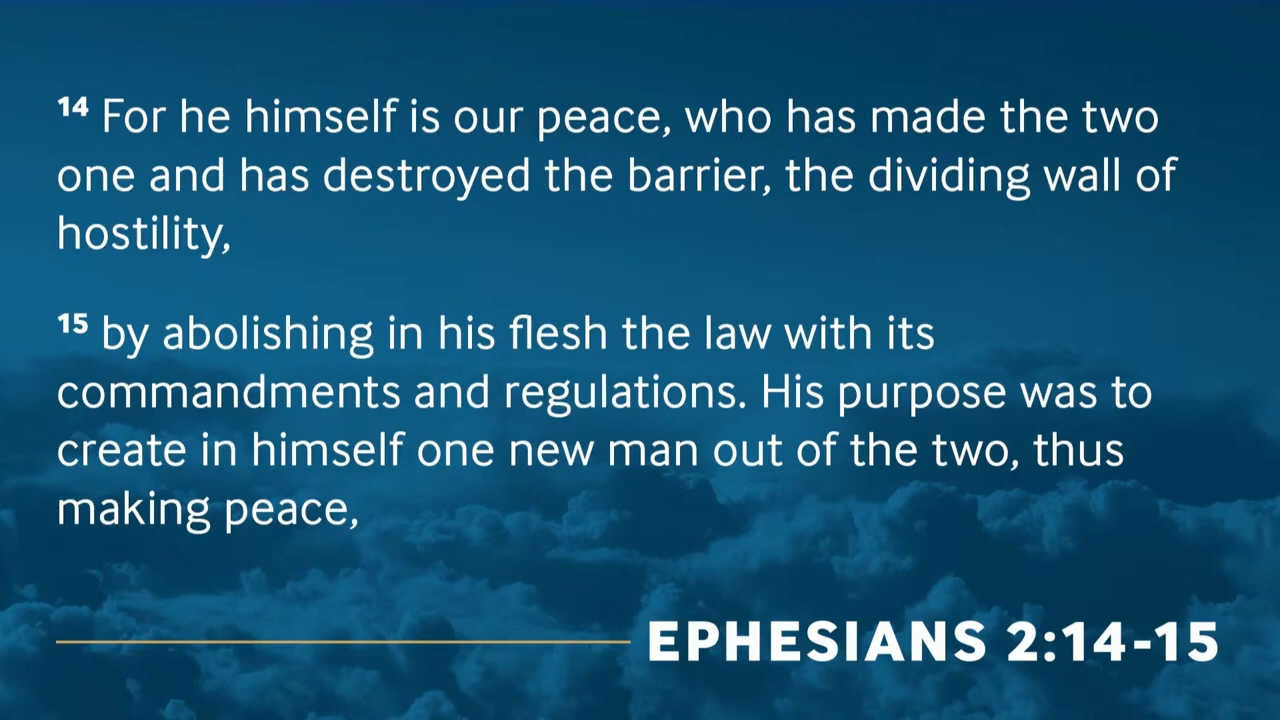 14 For he himself is our peace, who has made the two
one and has destroyed the barrier, the dividing wall of
hostility,
15 by abolishing in his flesh the law with its
commandments and regulations. His purpose was to
create in himself one new man out of the two, thus
making peace,
EPHESIANS 2:14-15